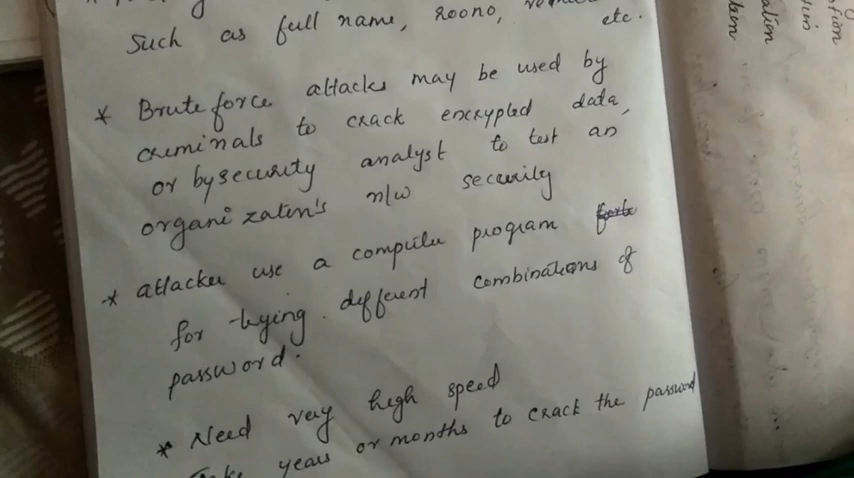 Such as full name, roono, etc.
* Brute force attacks may be used by
criminals to crack encrypted data,
or by security analyst to test an
organization's n/w security
* attacker use a computer program
for trying different combinations of
password.
* Need very high speed
Take years or months to crack the password